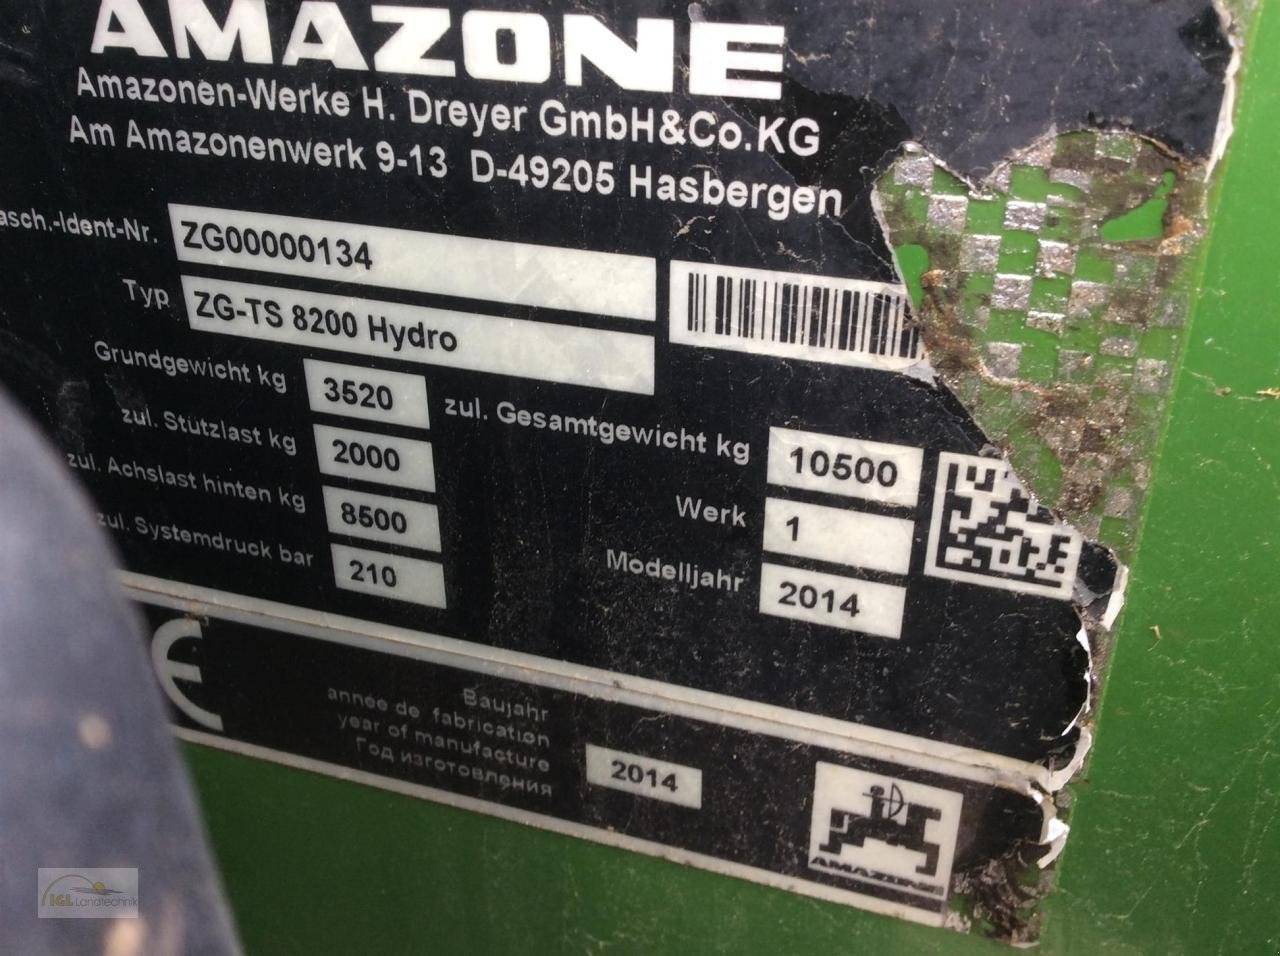 AMAZONE
Amazonen-Werke H. Dreyer GmbH&Co.KG
Am Amazonenwerk 9-13 D-49205 Hasbergen
asch.-Ident-Nr. ZG00000134
Typ ZG-TS 8200 Hydro
Grundgewicht kg 3520 zul. Gesamtgewicht kg 10500
zul. Stützlast kg 2000 Werk 1
zul. Achslast hinten kg 8500 Modelljahr 2014
zul. Systemdruck bar 210
CE
Baujahr
année de fabrication
year of manufacture 2014
Год изготовления
AMAZONE
IGL Landtechnik